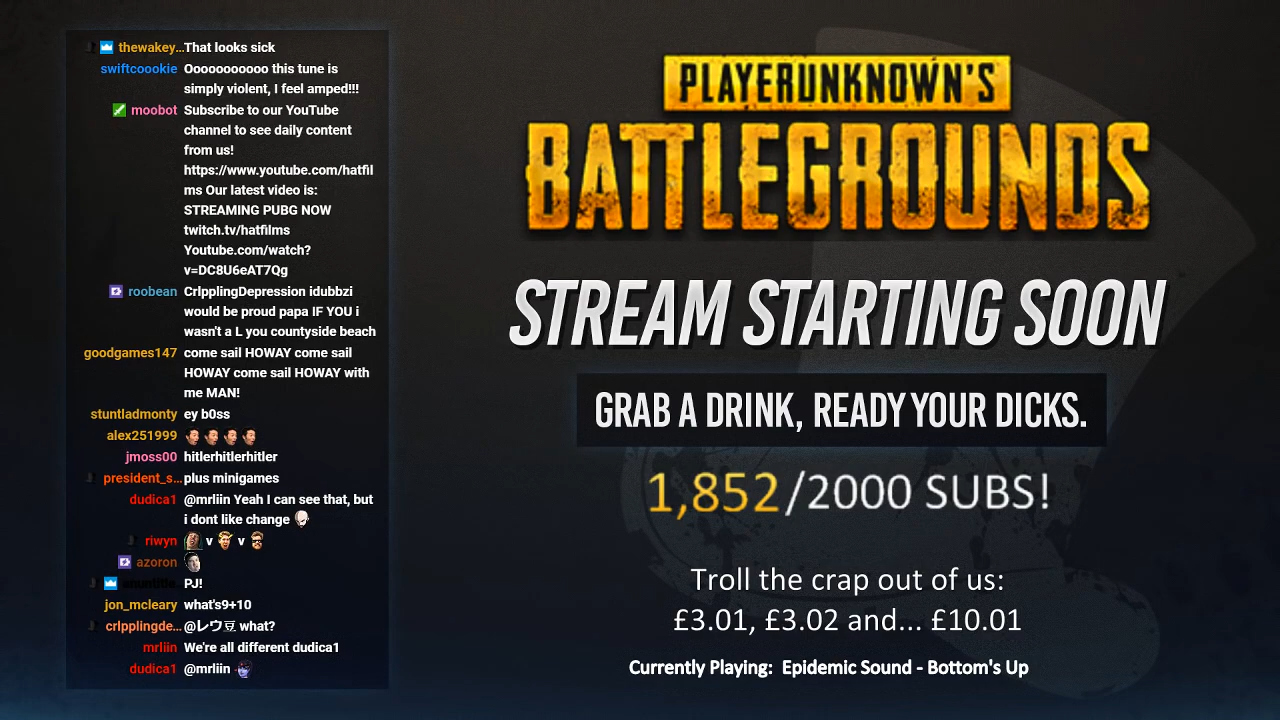 thewakey…That looks sick
swiftcoookie Ooooooooooo this tune is
simply violent, I feel amped!!!
moobot Subscribe to our YouTube
channel to see daily content
from us!
https://www.youtube.com/hatfil
ms Our latest video is:
STREAMING PUBG NOW
twitch.tv/hatfilms
Youtube.com/watch?
v=DC8U6eAT7Qg
roobean CrlpplingDepression idubbzi
would be proud papa IF YOU i
wasn't a L you countyside beach
goodgames147 come sail HOWAY come sail
HOWAY come sail HOWAY with
me MAN!
stuntladmonty ey b0ss
alex251999
jmoss00 hitlerhitlerhitler
president_s…plus minigames
dudica1 @mrliin Yeah I can see that, but
i dont like change
riwyn v v
azoron
PJ!
jon_mcleary what's9+10
crlpplingde…@レウ豆 what?
mrliin We're all different dudica1
dudica1 @mrliin
PLAYERUNKNOWN'S
BATTLEGROUNDS
STREAM STARTING SOON
GRAB A DRINK, READY YOUR DICKS.
1,852/2000 SUBS!
Troll the crap out of us:
£3.01, £3.02 and... £10.01
Currently Playing: Epidemic Sound - Bottom's Up